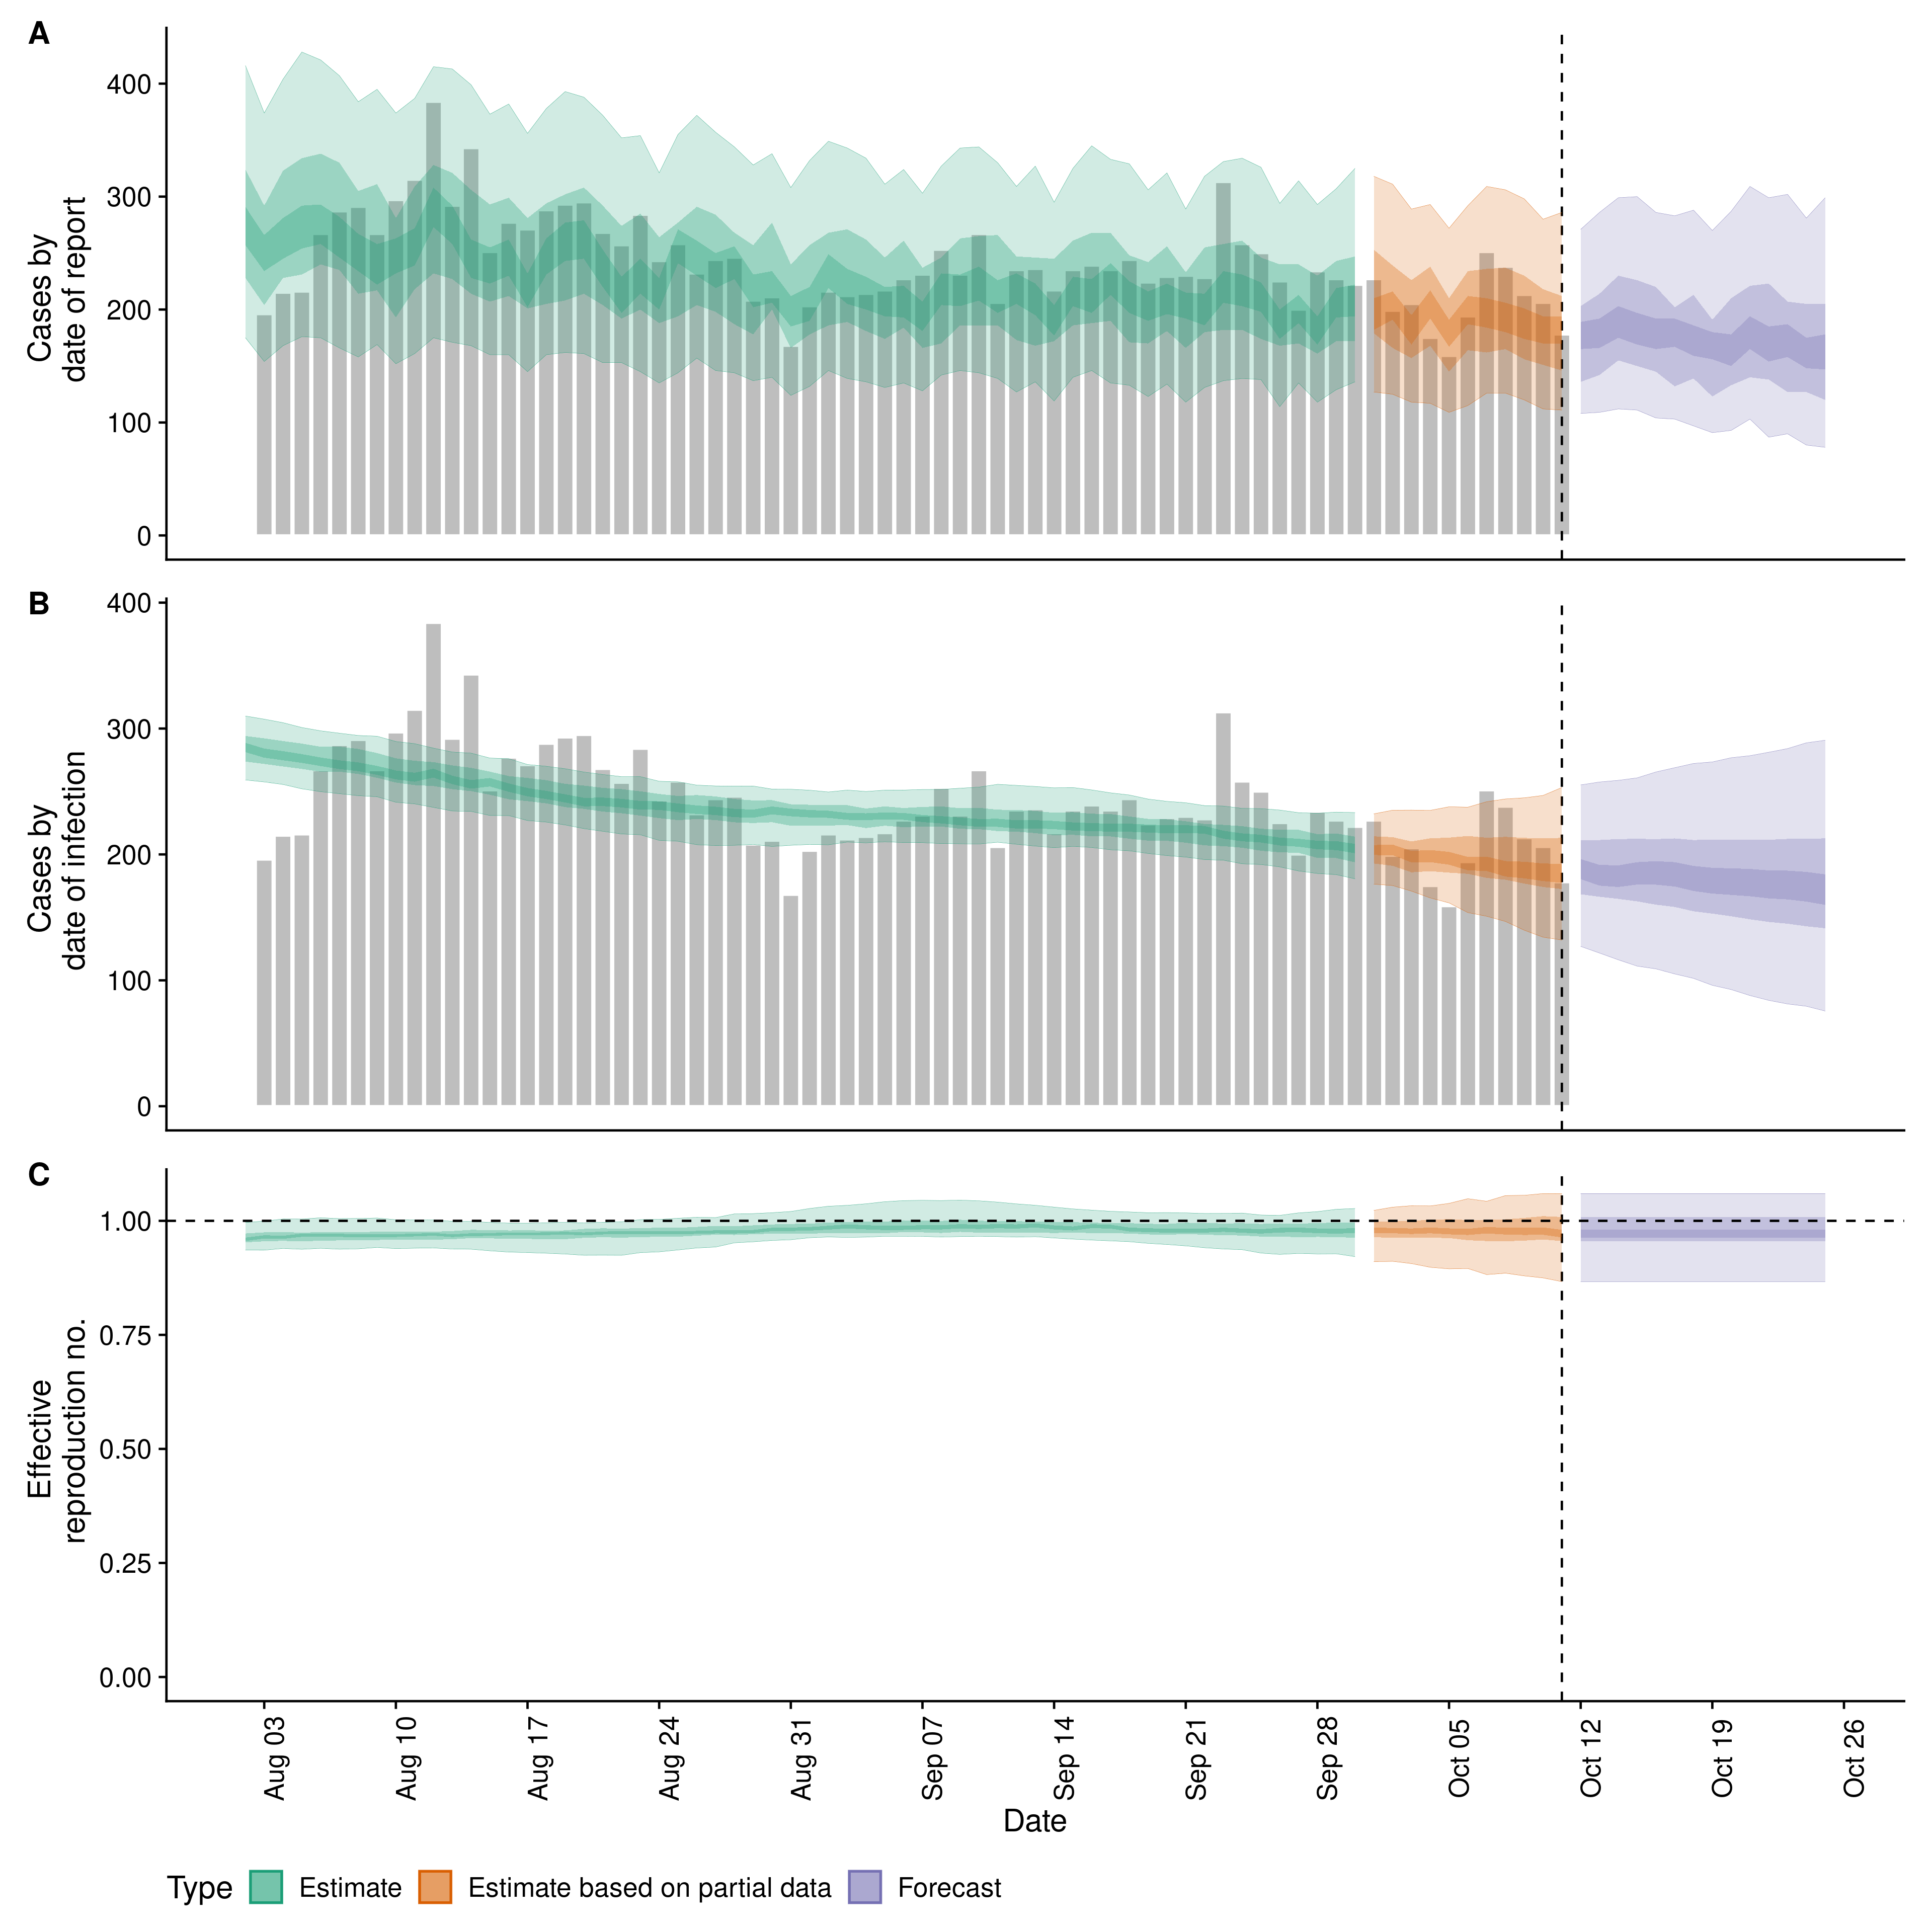 A
400
300
200
100
0
Cases by
date of report
B
400
300
200
100
0
Cases by
date of infection
C
1.00
0.75
0.50
0.25
0.00
Effective
reproduction no.
Aug 03
Aug 10
Aug 17
Aug 24
Aug 31
Sep 07
Sep 14
Sep 21
Sep 28
Oct 05
Oct 12
Oct 19
Oct 26
Date
Type Estimate Estimate based on partial data Forecast